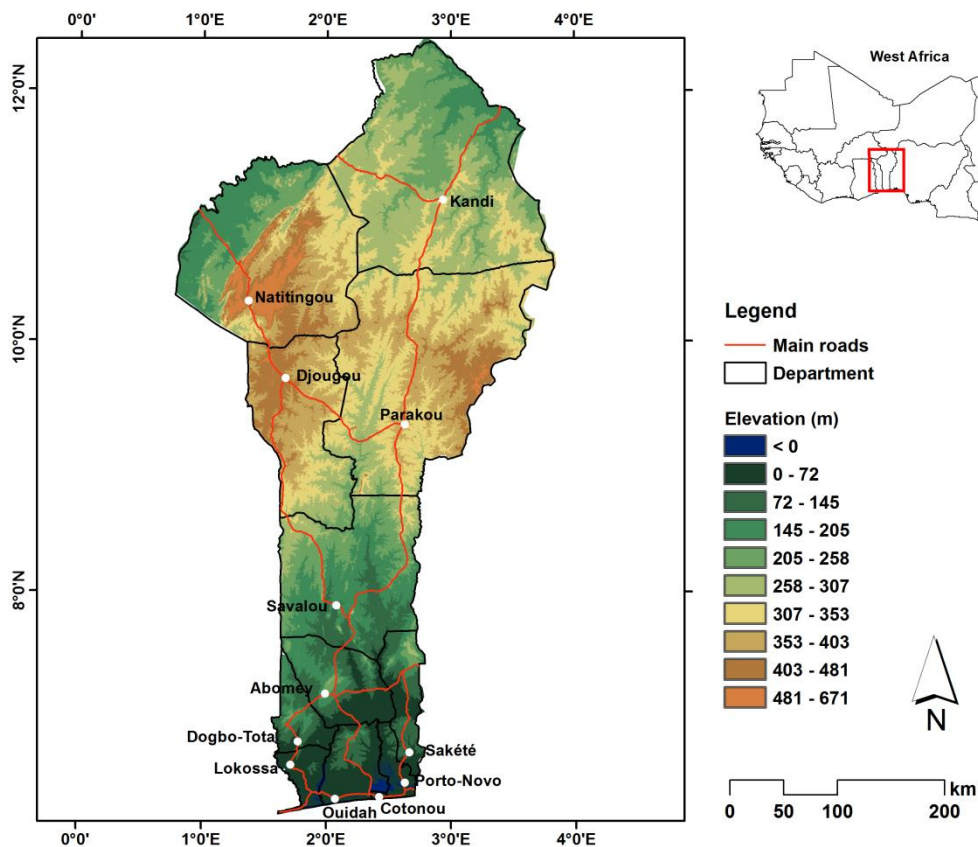 0°0' 1°0'E 2°0'E 3°0'E 4°0'E
12°0'N
10°0'N
8°0'N
Kandi
Natitingou
Djougou
Parakou
Savalou
Abomey
Dogbo-Tota
Lokossa
Sakété
Porto-Novo
Ouidah
Cotonou
0°0'E 1°0'E 2°0'E 3°0'E 4°0'E
West Africa
Legend
Main roads
Department
Elevation (m)
< 0
0 - 72
72 - 145
145 - 205
205 - 258
258 - 307
307 - 353
353 - 403
403 - 481
481 - 671
N
km
0 50 100 200